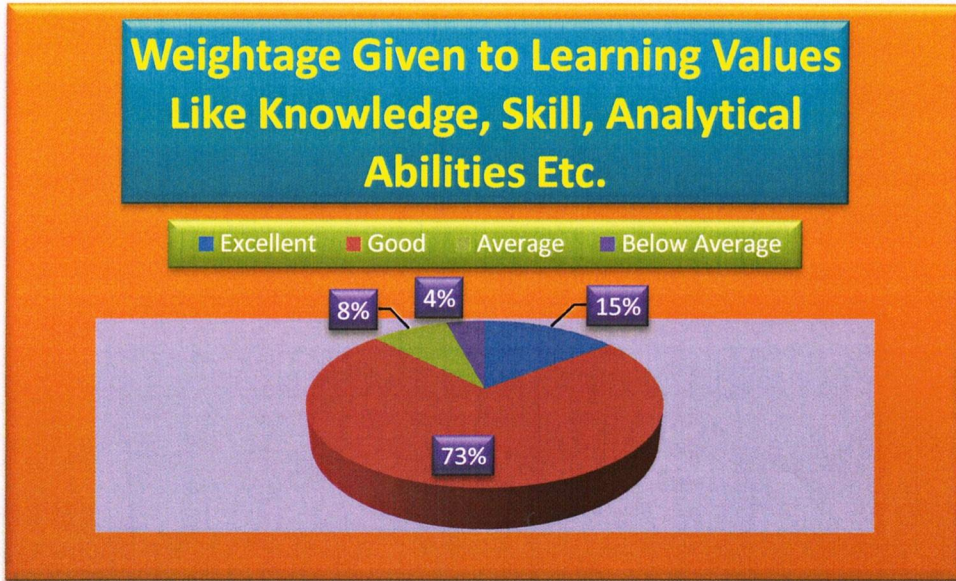 Weightage Given to Learning Values
Like Knowledge, Skill, Analytical
Abilities Etc.
Excellent Good Average Below Average
8% 4% 15%
73%